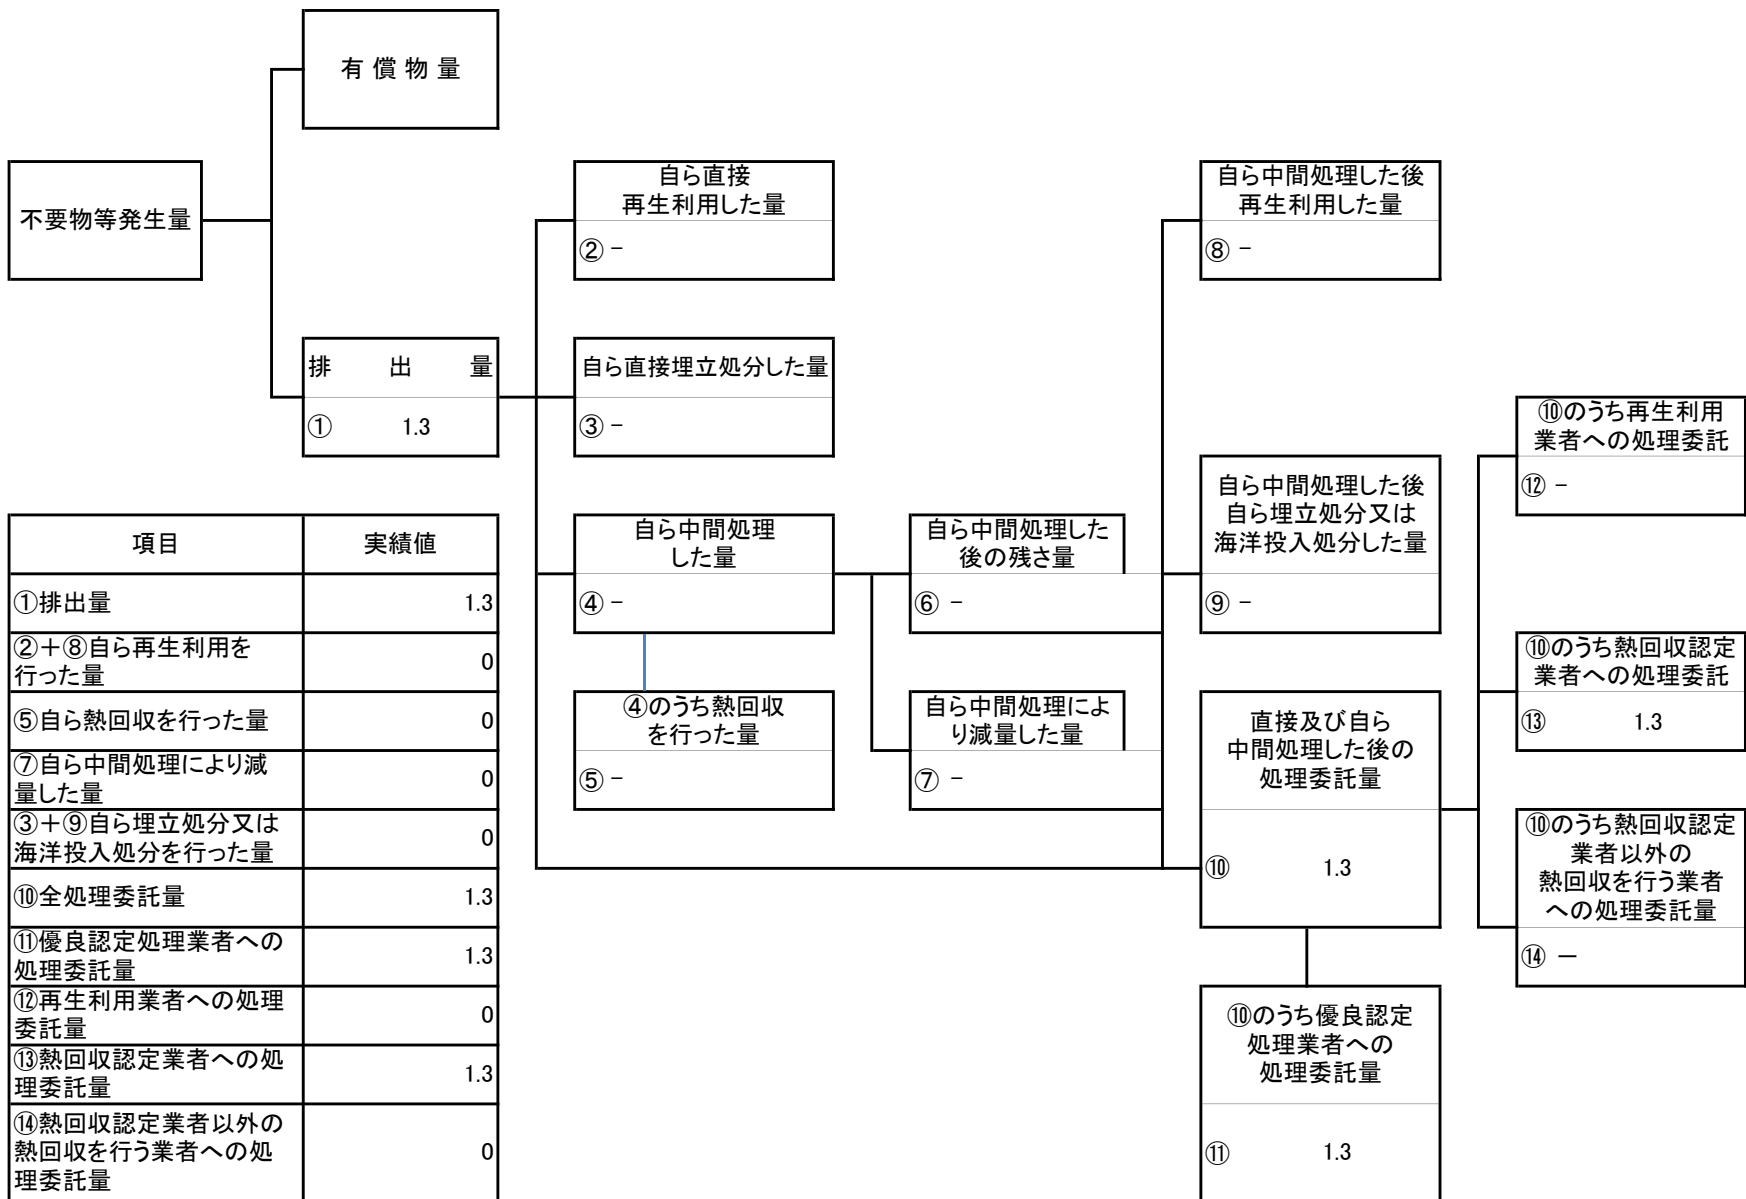 有償物量
不要物等発生量
自ら直接
再生利用した量
②－
自ら中間処理した後
再生利用した量
⑧－
排出量
① 1.3
自ら直接埋立処分した量
③－
⑩のうち再生利用
業者への処理委託
⑫－
自ら中間処理した後
自ら埋立処分又は
海洋投入処分した量
⑨－
自ら中間処理
した量
④－
自ら中間処理した
後の残さ量
⑥－
⑩のうち熱回収認定
業者への処理委託
⑬ 1.3
④のうち熱回収
を行った量
⑤－
自ら中間処理によ
り減量した量
⑦－
直接及び自ら
中間処理した後の
処理委託量
⑩ 1.3
⑩のうち熱回収認定
業者以外の
熱回収を行う業者
への処理委託量
⑭ －
⑩のうち優良認定
処理業者への
処理委託量
⑪ 1.3
項目 実績値
①排出量 1.3
②＋⑧自ら再生利用を
行った量 0
⑤自ら熱回収を行った量 0
⑦自ら中間処理により減
量した量 0
③＋⑨自ら埋立処分又は
海洋投入処分を行った量 0
⑩全処理委託量 1.3
⑪優良認定処理業者への
処理委託量 1.3
⑫再生利用業者への処理
委託量 0
⑬熱回収認定業者への処
理委託量 1.3
⑭熱回収認定業者以外の
熱回収を行う業者への処
理委託量 0